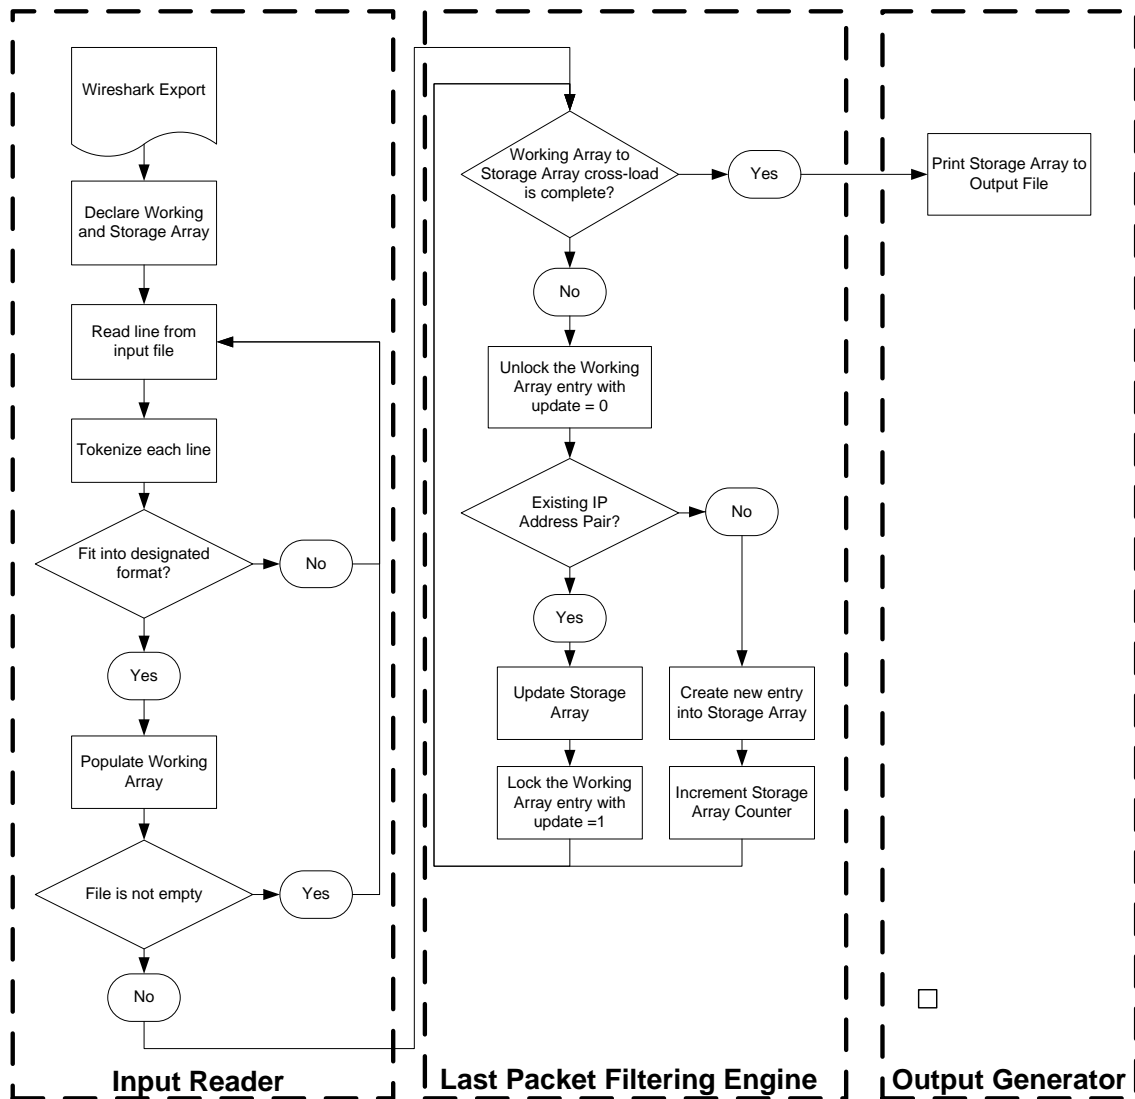 Wireshark Export
Declare Working
and Storage Array
Read line from
input file
Tokenize each line
Fit into designated
format?
No
Yes
Populate Working
Array
File is not empty
Yes
No
Input Reader
Working Array to
Storage Array cross-load
is complete?
Yes
No
Unlock the Working
Array entry with
update = 0
Existing IP
Address Pair?
No
Yes
Update Storage
Array
Create new entry
into Storage Array
Lock the Working
Array entry with
update =1
Increment Storage
Array Counter
Last Packet Filtering Engine
Print Storage Array to
Output File
Output Generator